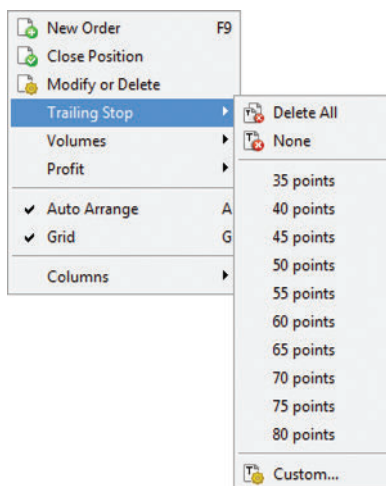 New Order F9
Close Position
Modify or Delete
Trailing Stop
Volumes
Profit
Auto Arrange A
Grid G
Columns
Delete All
None
35 points
40 points
45 points
50 points
55 points
60 points
65 points
70 points
75 points
80 points
Custom...